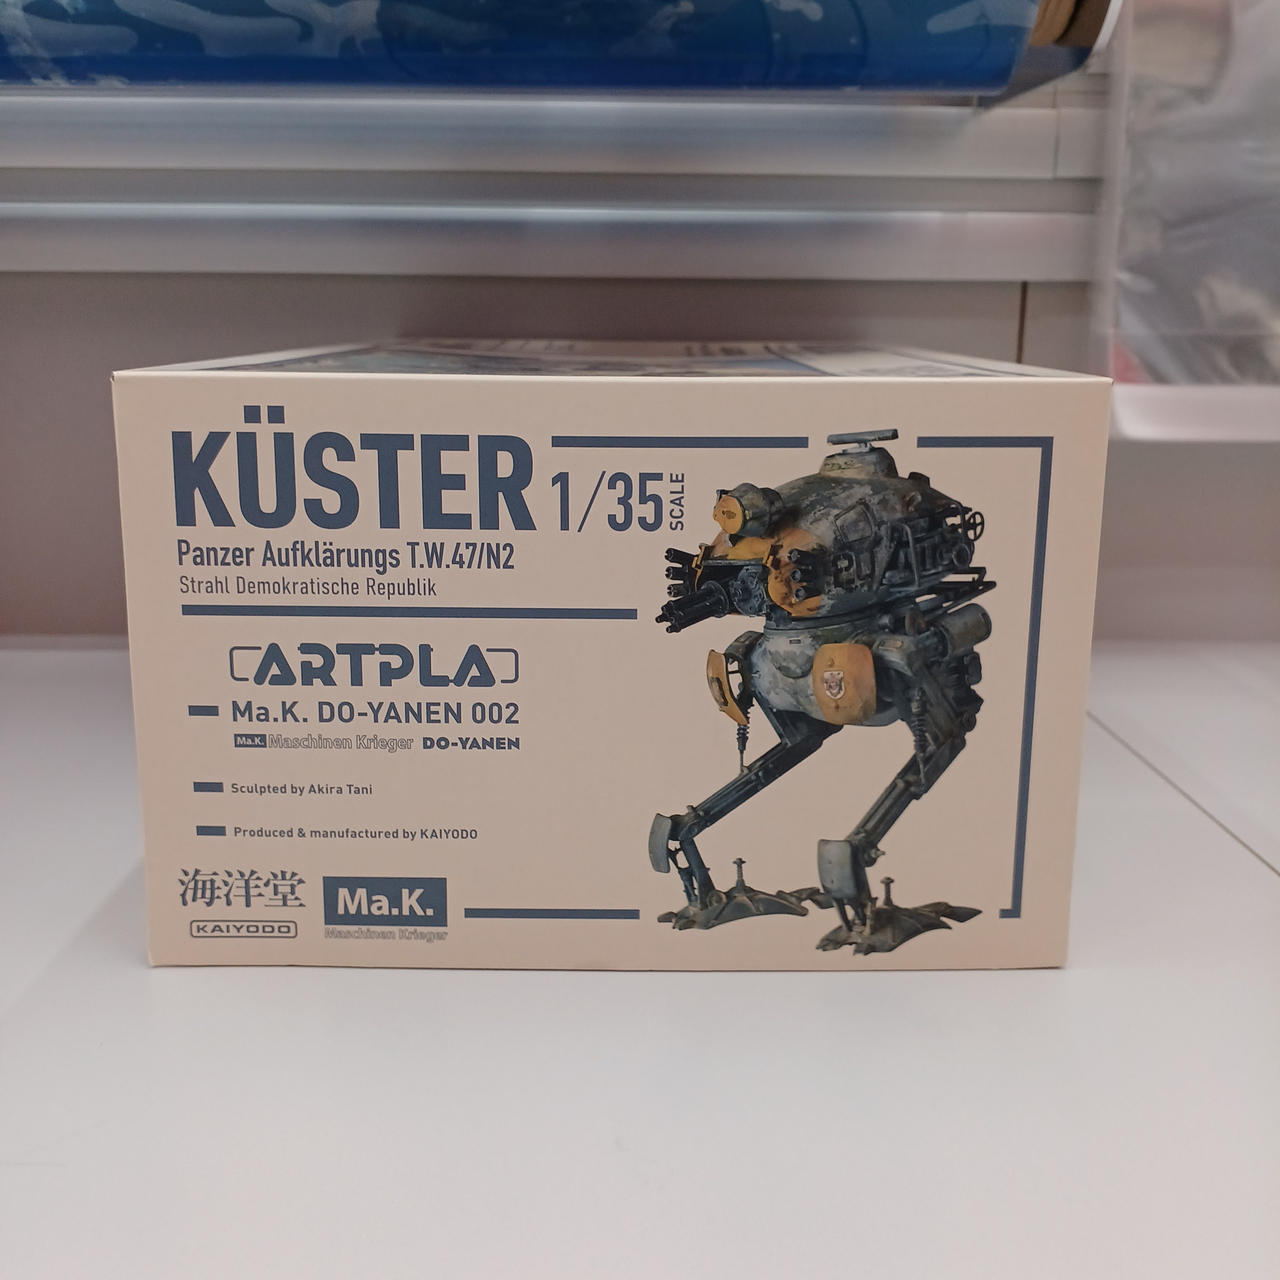 KÜSTER 1/35 SCALE
Panzer Aufklärungs T.W.47/N2
Strahl Demokratische Republik
ARTPLA
Ma.K. DO-YANEN 002
Ma.K. Maschinen Krieger DO-YANEN
Sculpted by Akira Tani
Produced & manufactured by KAIYODO
海洋堂
KAIYODO
Ma.K.
Maschinen Krieger